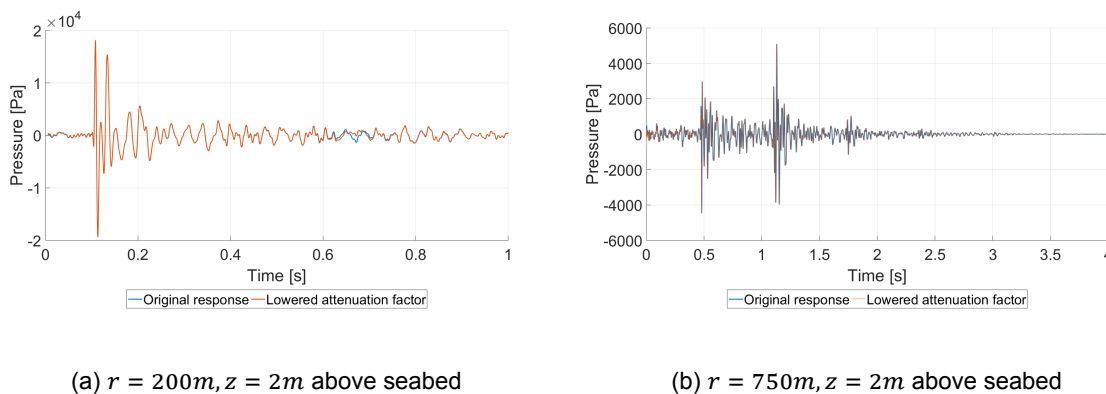 ×10⁴
2
1
0
-1
-2
Pressure [Pa]
0 0.2 0.4 0.6 0.8 1
Time [s]
Original response Lowered attenuation factor
(a) r = 200m, z = 2m above seabed
6000
4000
2000
0
-2000
-4000
-6000
Pressure [Pa]
0 0.5 1 1.5 2 2.5 3 3.5 4
Time [s]
Original response Lowered attenuation factor
(b) r = 750m, z = 2m above seabed